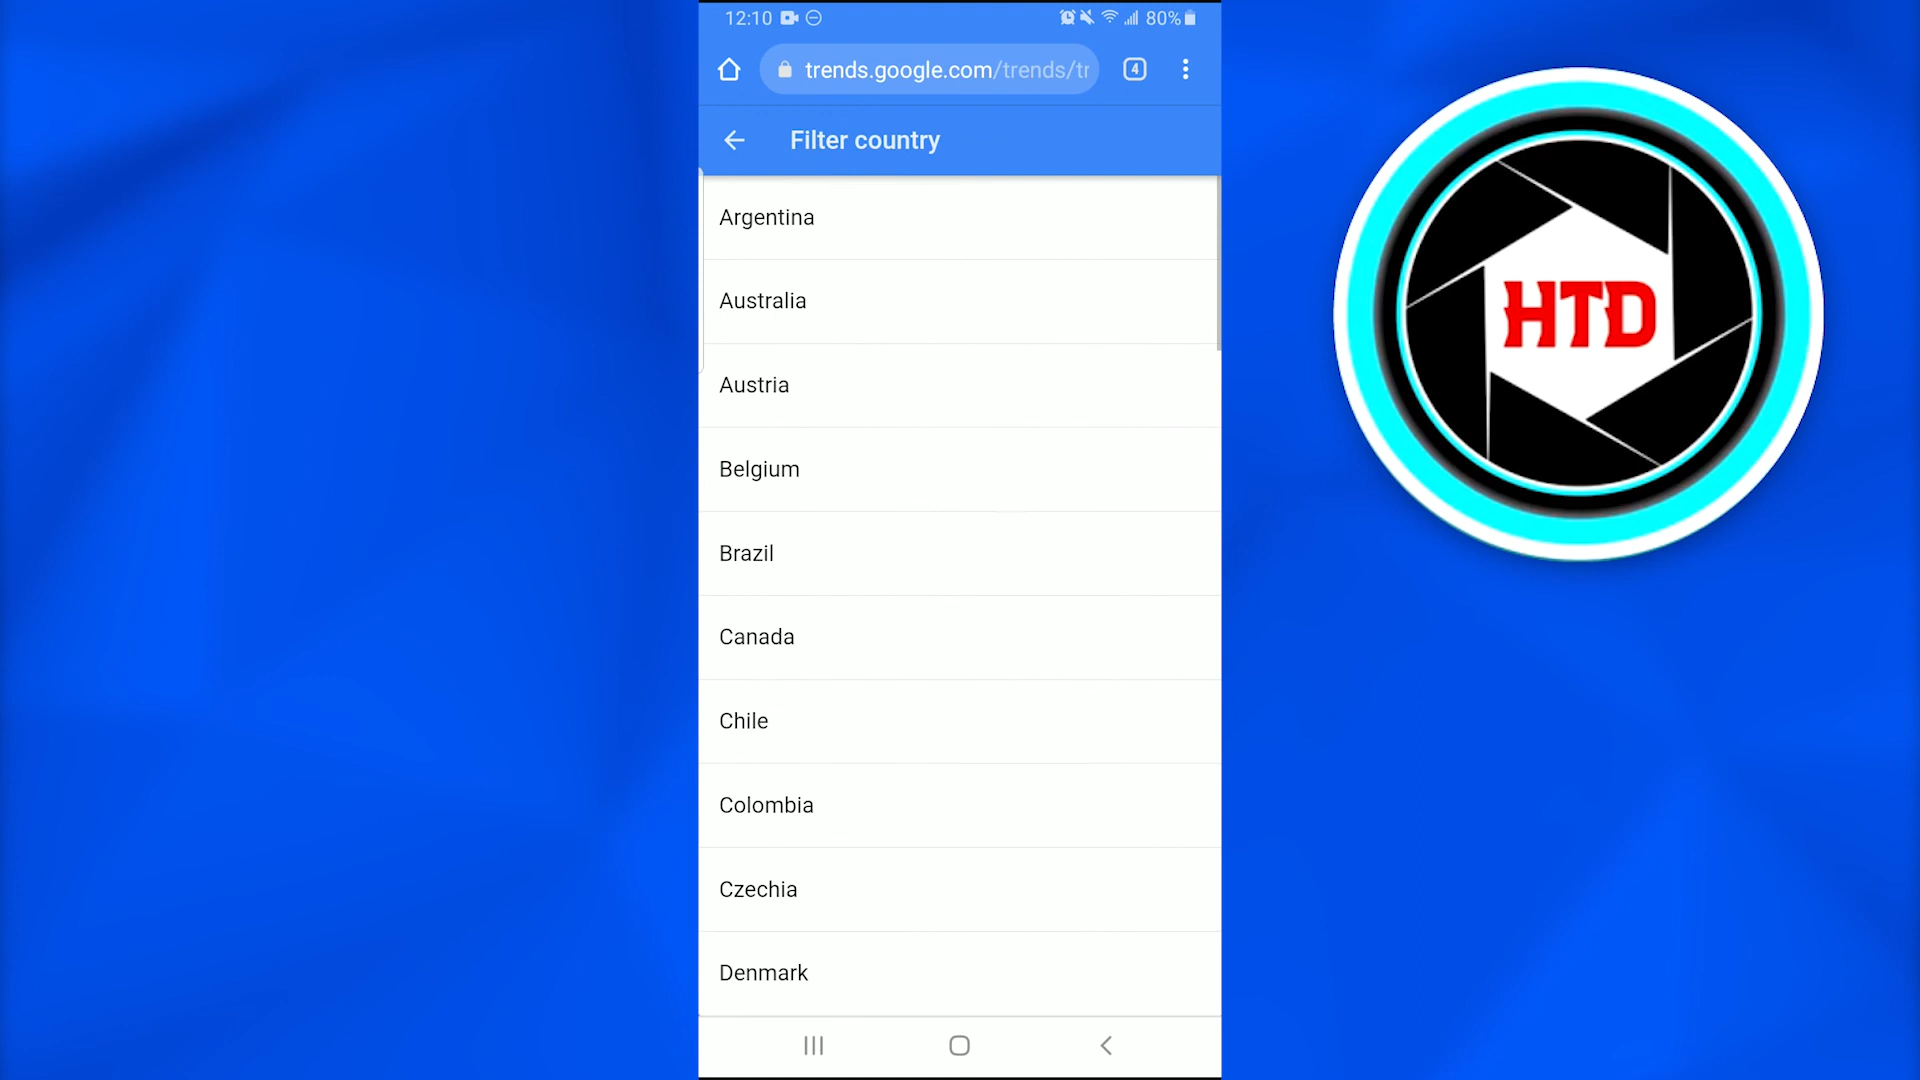 12:10
80%
trends.google.com/trends/tr
4
Filter country
Argentina
Australia
Austria
Belgium
Brazil
Canada
Chile
Colombia
Czechia
Denmark
HTD